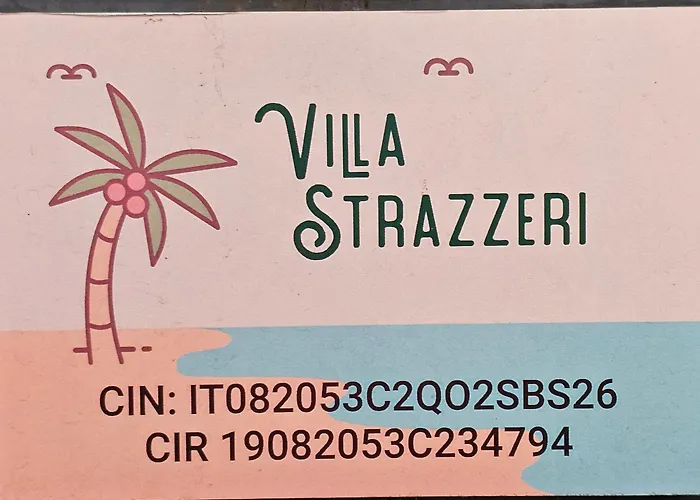 VILLA
STRAZZERI
CIN: IT082053C2QO2SBS26
CIR 19082053C234794